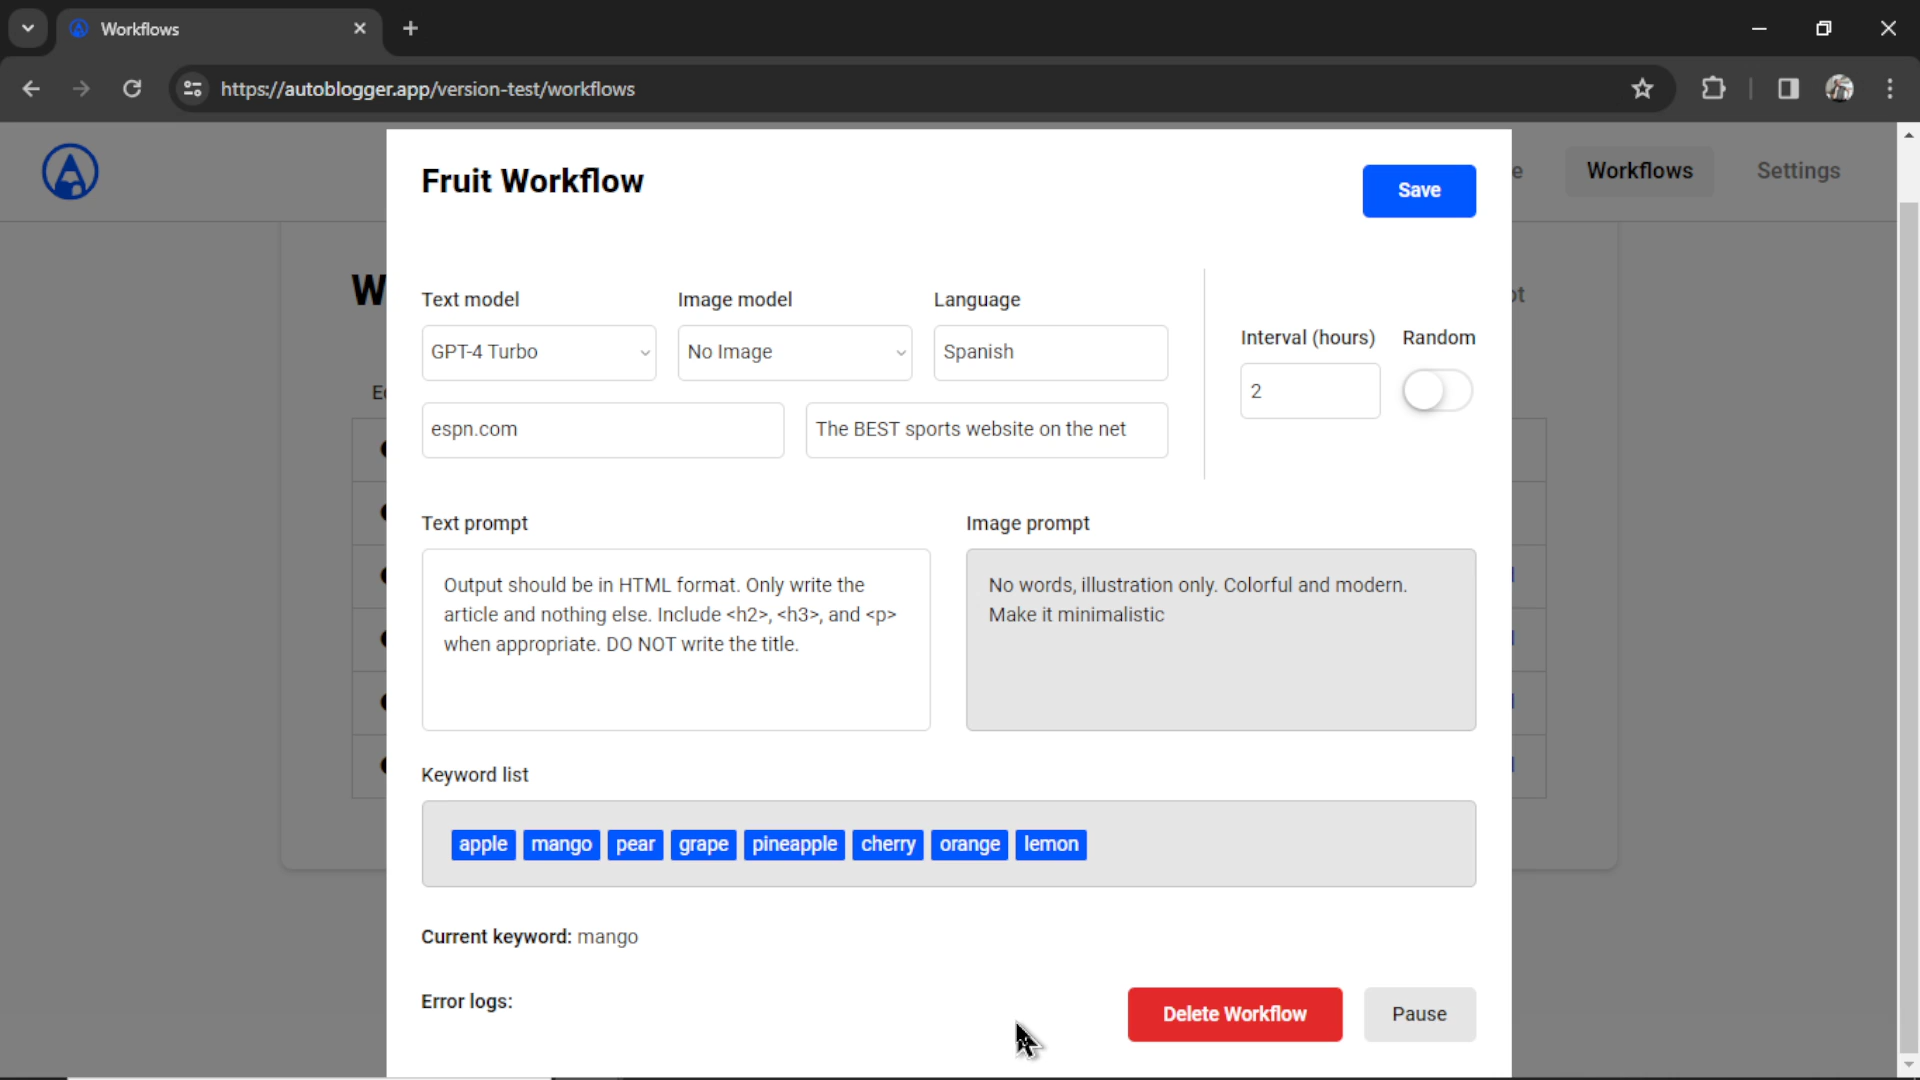 Workflows
https://autoblogger.app/version-test/workflows
e
Workflows
Settings
Fruit Workflow
Save
W
ot
Text model
Image model
Language
Interval (hours)
Random
GPT-4 Turbo
No Image
Spanish
2
espn.com
The BEST sports website on the net
Text prompt
Image prompt
Output should be in HTML format. Only write the
article and nothing else. Include <h2>, <h3>, and <p>
when appropriate. DO NOT write the title.
No words, illustration only. Colorful and modern.
Make it minimalistic
Keyword list
apple mango pear grape pineapple cherry orange lemon
Current keyword: mango
Error logs:
Delete Workflow
Pause